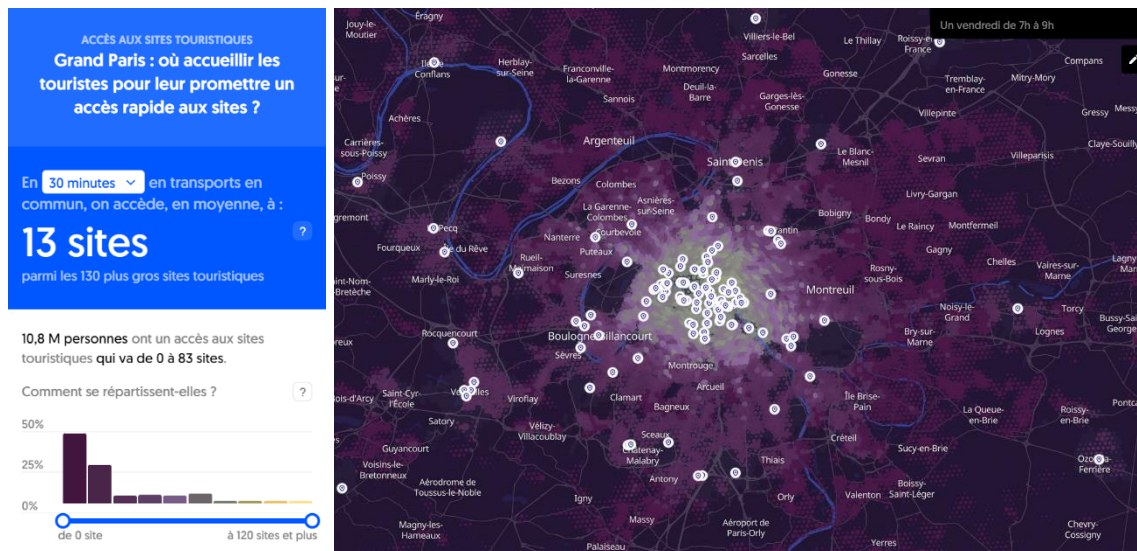 ACCÈS AUX SITES TOURISTIQUES
Grand Paris : où accueillir les
touristes pour leur promettre un
accès rapide aux sites ?
En 30 minutes en transports en
commun, on accède, en moyenne, à :
13 sites
?
parmi les 130 plus gros sites touristiques
10,8 M personnes ont un accès aux sites
touristiques qui va de 0 à 83 sites.
Comment se répartissent-elles ?
?
50%
25%
0%
de 0 site
à 120 sites et plus
Un vendredi de 7h à 9h
Éragny
Jouy-le-
Moutier
Villiers-le-Bel
Le Thillay
Roissy-en-
France
Sarcelles
Compans
Conflans
Herblay-
sur-Seine
Franconville-
la-Garenne
Montmorency
Gonesse
Tremblay-
en-France
Mitry-Mory
Deuil-la-
Barre
Sannois
Garges-lès-
Gonesse
Gressy
Villepinte
Achères
Carrières-
sous-Poissy
Argenteuil
Claye-Souilly
Saint-Denis
Le Blanc-
Mesnil
Sevran
Villeparisis
Poissy
Bezons
Colombes
Livry-Gargan
Asnières-
sur-Seine
La Garenne-
Colombes
Bobigny
Bondy
Courbevoie
Le Raincy
Montfermeil
Nanterre
Puteaux
Gagny
Fourqueux
Île du Rêve
Chelles
Rueil-
Malmaison
Suresnes
Rosny-
sous-Bois
Vaires-sur-
Marne
Marly-le-Roi
Montreuil
Noisy-le-
Grand
Torcy
Rocquencourt
Boulogne-Billancourt
Bry-sur-
Marne
Lognes
Sèvres
Montrouge
Arcueil
Saint-Cyr-
l'École
Versailles
Viroflay
Clamart
Bagneux
Île Brise-
Pain
La Queue-
en-Brie
Roissy-
en-Brie
Satory
Vélizy-
Villacoublay
Sceaux
Créteil
Guyancourt
Châtenay-
Malabry
Thiais
Sucy-en-Brie
Voisins-le-
Bretonneux
Antony
Ozoir-la-
Ferrière
Aérodrome de
Toussus-le-Noble
Igny
Orly
Valenton
Boissy-
Saint-Léger
Massy
Aéroport de
Paris-Orly
Magny-les-
Hameaux
Chevry-
Cossigny
Palaiseau
Yerres